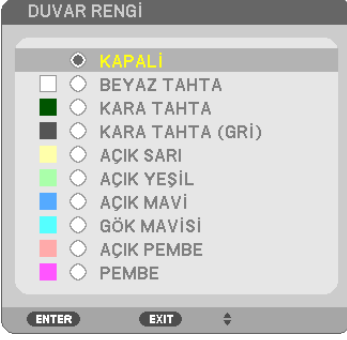 DUVAR RENGİ
KAPALİ
BEYAZ TAHTA
KARA TAHTA
KARA TAHTA (GRİ)
AÇIK SARI
AÇIK YEŞİL
AÇIK MAVİ
GÖK MAVİSİ
AÇIK PEMBE
PEMBE
ENTER EXIT